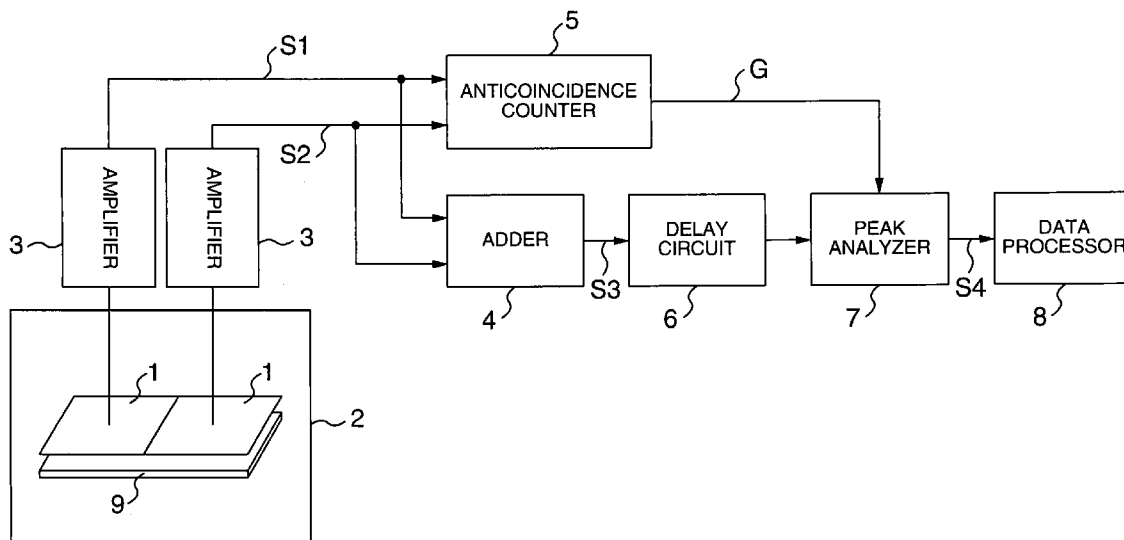 5
S1
ANTICOINCIDENCE
COUNTER
G
S2
AMPLIFIER
AMPLIFIER
3
3
ADDER
DELAY
CIRCUIT
PEAK
ANALYZER
DATA
PROCESSOR
S3
S4
4
6
7
8
1
1
2
9